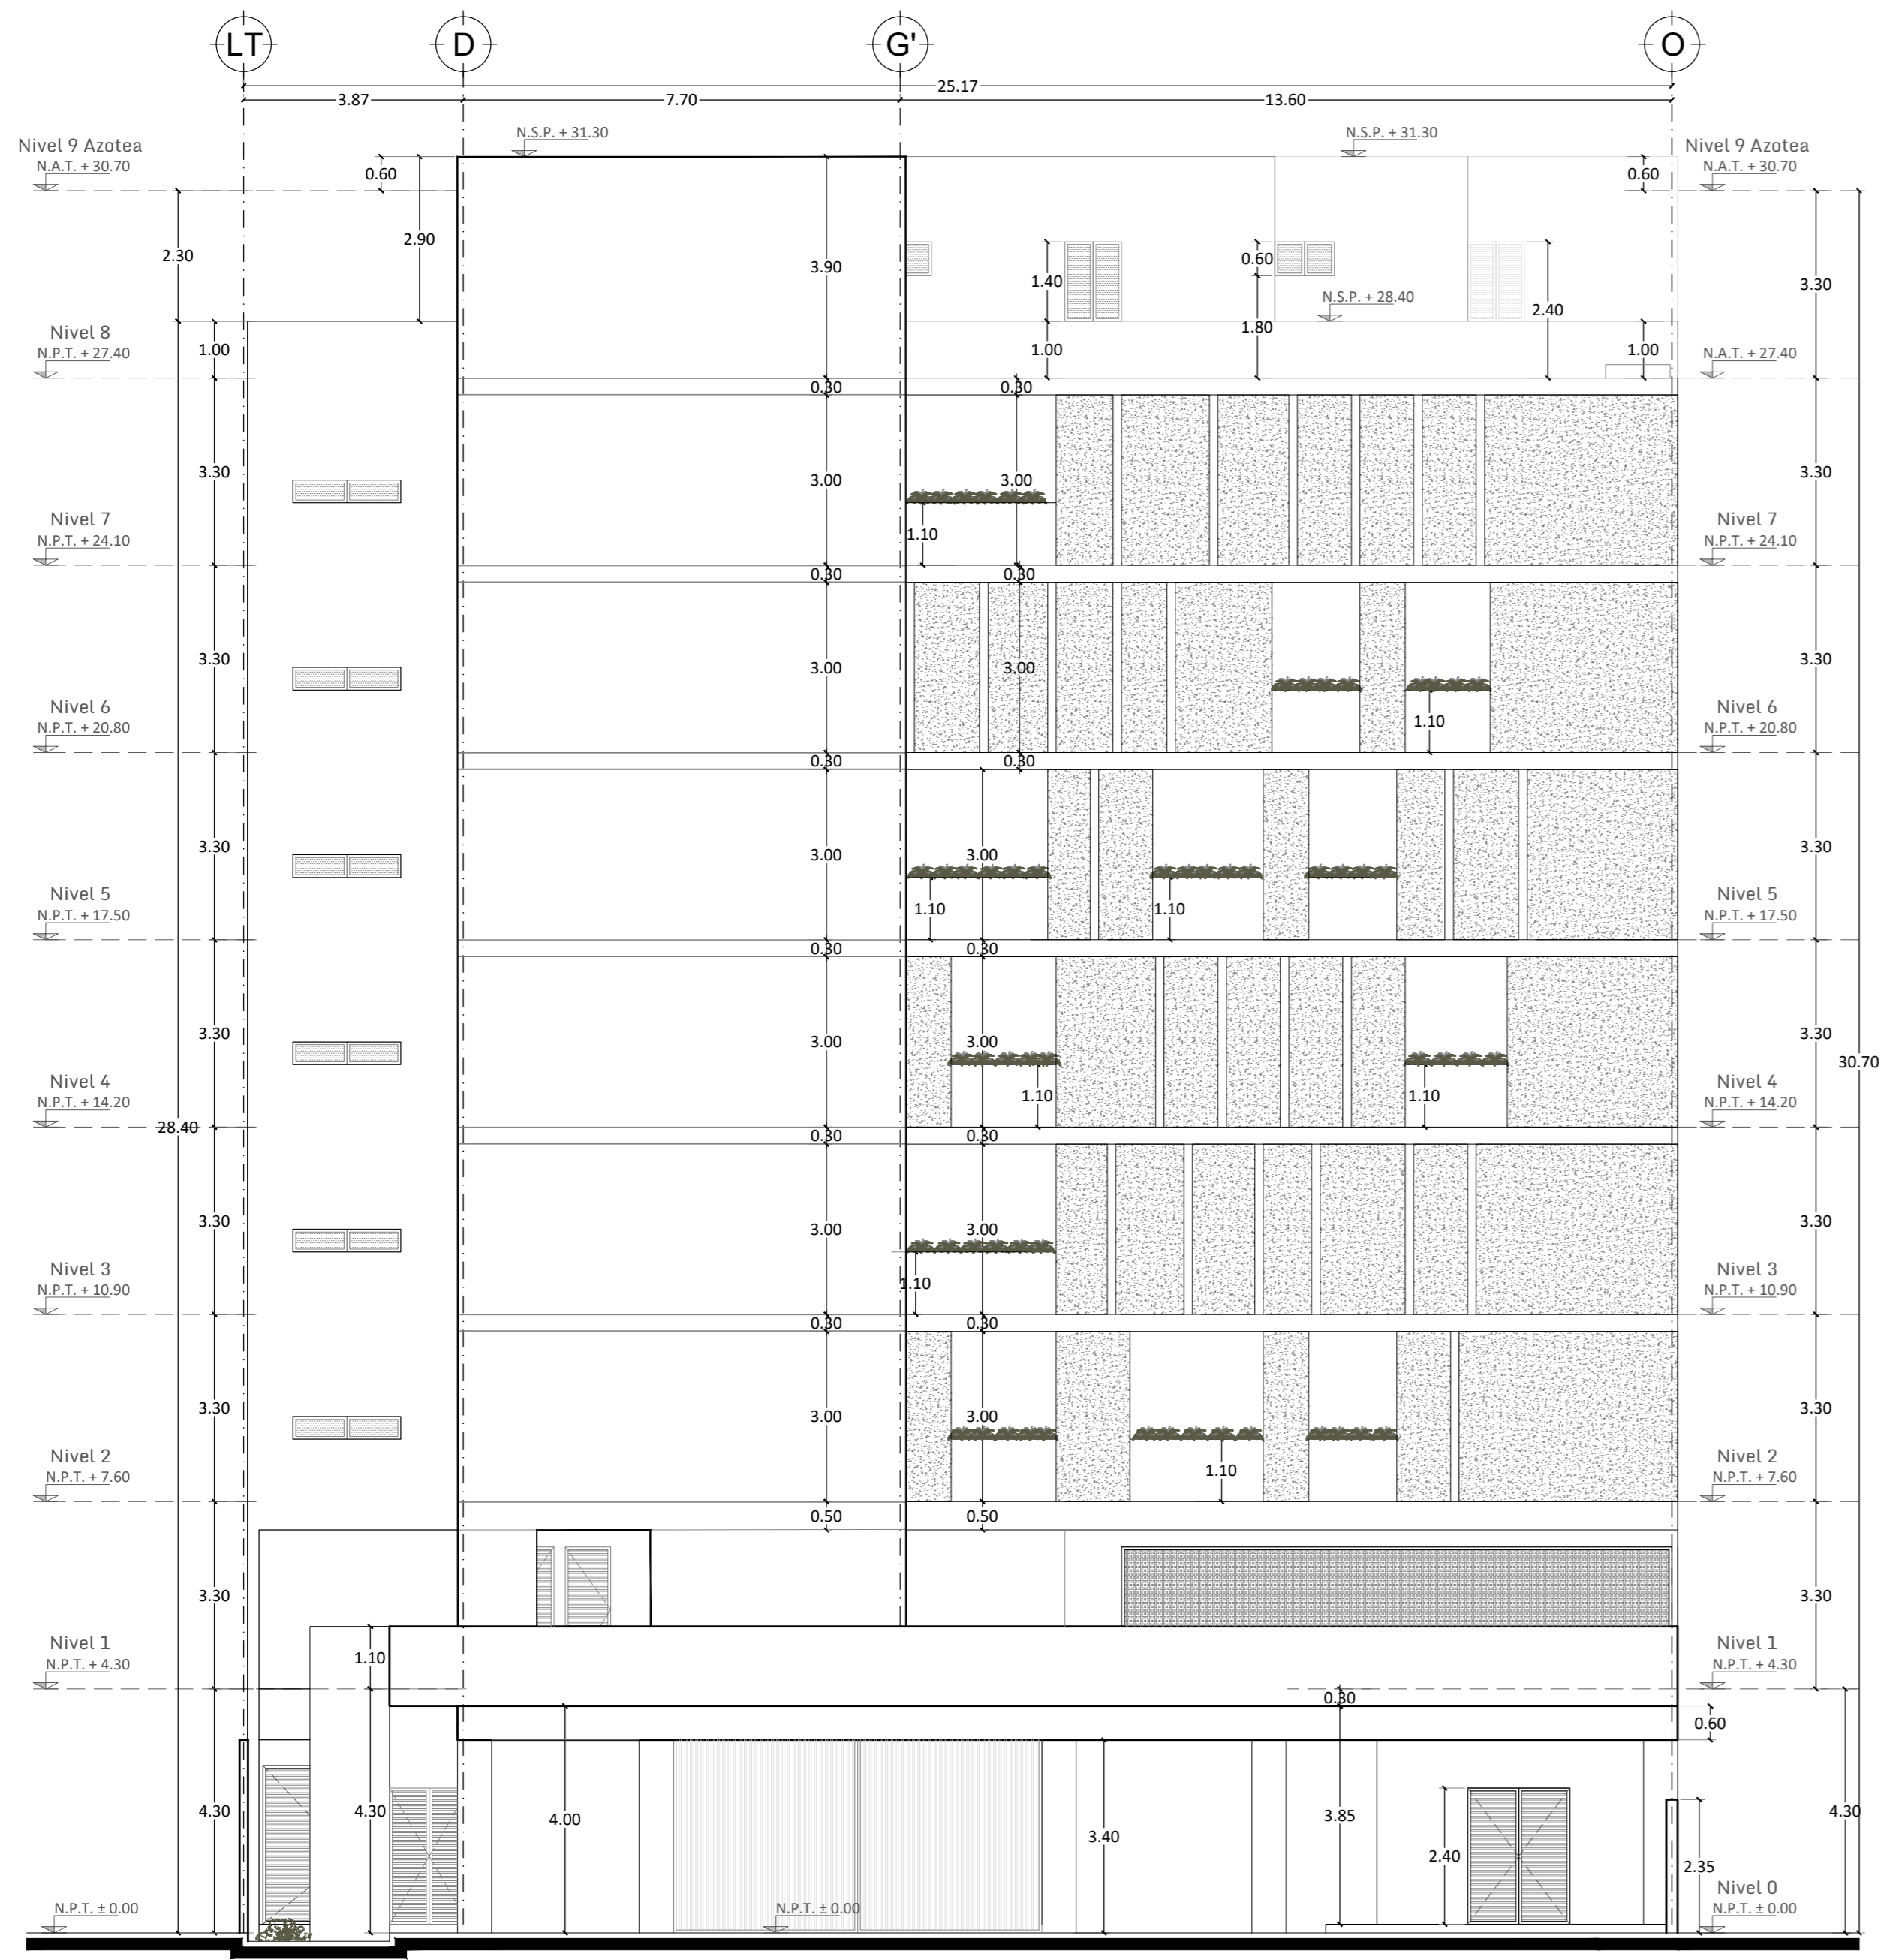 LT D G' O
25.17
3.87 7.70 13.60
N.S.P. + 31.30 N.S.P. + 31.30
Nivel 9 Azotea Nivel 9 Azotea
N.A.T. + 30.70 0.60 0.60 N.A.T. + 30.70
2.30 2.90 3.90 1.40 0.60 3.30
N.S.P. + 28.40 2.40
Nivel 8 1.80
N.P.T. + 27.40 1.00 1.00 1.00 N.A.T. + 27.40
0.30 0.30
3.30 3.00 3.00 3.30
Nivel 7 1.10 Nivel 7
N.P.T. + 24.10 N.P.T. + 24.10
0.30 0.30
3.30 3.00 3.00 3.30
Nivel 6 1.10 Nivel 6
N.P.T. + 20.80 N.P.T. + 20.80
0.30 0.30
3.30 3.00 3.00 3.30
Nivel 5 1.10 1.10 Nivel 5
N.P.T. + 17.50 N.P.T. + 17.50
0.30 0.30
3.30 3.00 3.00 3.30
30.70
Nivel 4 1.10 1.10 Nivel 4
N.P.T. + 14.20 N.P.T. + 14.20
28.40 0.30 0.30
3.30 3.00 3.00 3.30
Nivel 3 1.10 Nivel 3
N.P.T. + 10.90 N.P.T. + 10.90
0.30 0.30
3.30 3.00 3.00 3.30
Nivel 2 1.10 Nivel 2
N.P.T. + 7.60 N.P.T. + 7.60
0.50 0.50
3.30 3.30
Nivel 1 1.10 Nivel 1
N.P.T. + 4.30 N.P.T. + 4.30
0.30
0.60
4.30 4.30 4.00 3.85 4.30
3.40
2.40 2.35
Nivel 0
N.P.T. ± 0.00 N.P.T. ± 0.00 N.P.T. ± 0.00